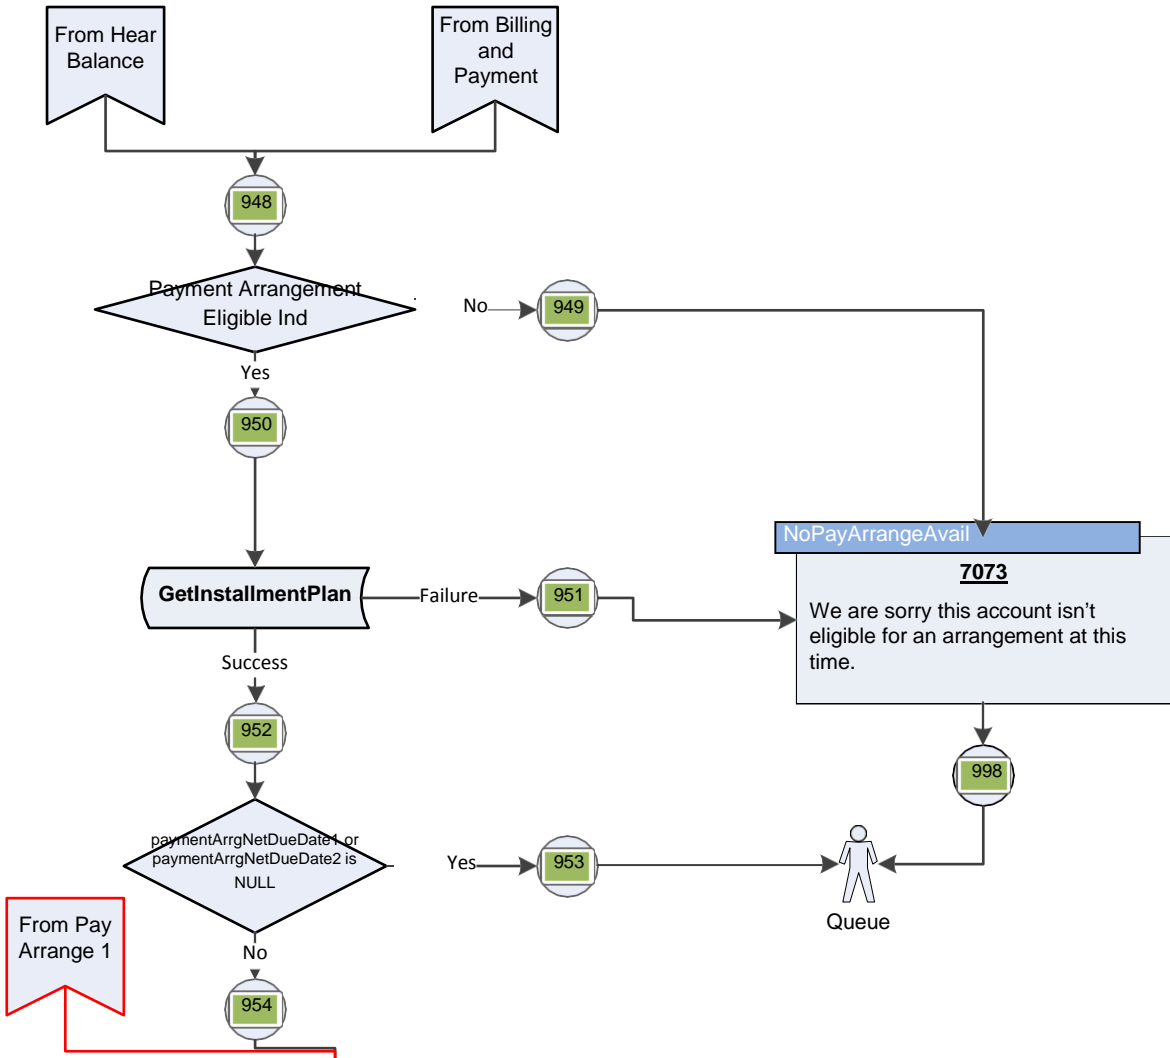 From Hear
Balance
From Billing
and
Payment
948
Payment Arrangement
Eligible Ind
.
No
949
Yes
950
NoPayArrangeAvail
7073
We are sorry this account isn’t
eligible for an arrangement at this
time.
GetInstallmentPlan
Failure
951
Success
952
998
paymentArrgNetDueDate1 or
paymentArrgNetDueDate2 is
NULL
Yes
953
Queue
From Pay
Arrange 1
No
954